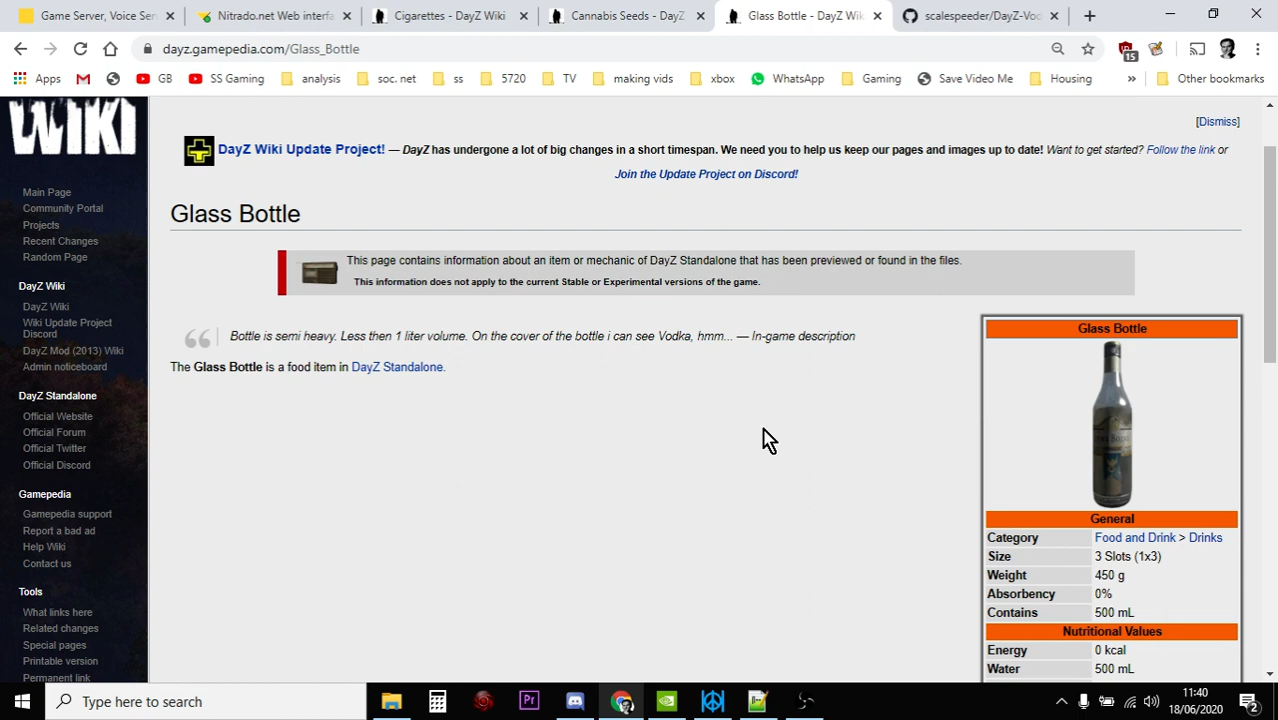 Game Server, Voice Ser
Nitrado.net Web interfa
Cigarettes - DayZ Wiki
Cannabis Seeds - DayZ
Glass Bottle - DayZ Wik
scalespeeder/DayZ-Vod
dayz.gamepedia.com/Glass_Bottle
15
Apps
GB
SS Gaming
analysis
soc. net
ss
5720
TV
making vids
xbox
WhatsApp
Gaming
Save Video Me
Housing
»
Other bookmarks
WIKI
[Dismiss]
DayZ Wiki Update Project! — DayZ has undergone a lot of big changes in a short timespan. We need you to help us keep our pages and images up to date! Want to get started? Follow the link or
Join the Update Project on Discord!
Main Page
Community Portal
Projects
Recent Changes
Random Page
DayZ Wiki
DayZ Wiki
Wiki Update Project
Discord
DayZ Mod (2013) Wiki
Admin noticeboard
DayZ Standalone
Official Website
Official Forum
Official Twitter
Official Discord
Gamepedia
Gamepedia support
Report a bad ad
Help Wiki
Contact us
Tools
What links here
Related changes
Special pages
Printable version
Permanent link
Glass Bottle
This page contains information about an item or mechanic of DayZ Standalone that has been previewed or found in the files.
This information does not apply to the current Stable or Experimental versions of the game.
Bottle is semi heavy. Less then 1 liter volume. On the cover of the bottle i can see Vodka, hmm... — In-game description
The Glass Bottle is a food item in DayZ Standalone.
Glass Bottle
General
Category Food and Drink > Drinks
Size 3 Slots (1x3)
Weight 450 g
Absorbency 0%
Contains 500 mL
Nutritional Values
Energy 0 kcal
Water 500 mL
Type here to search
Pr
11:40
18/06/2020
2